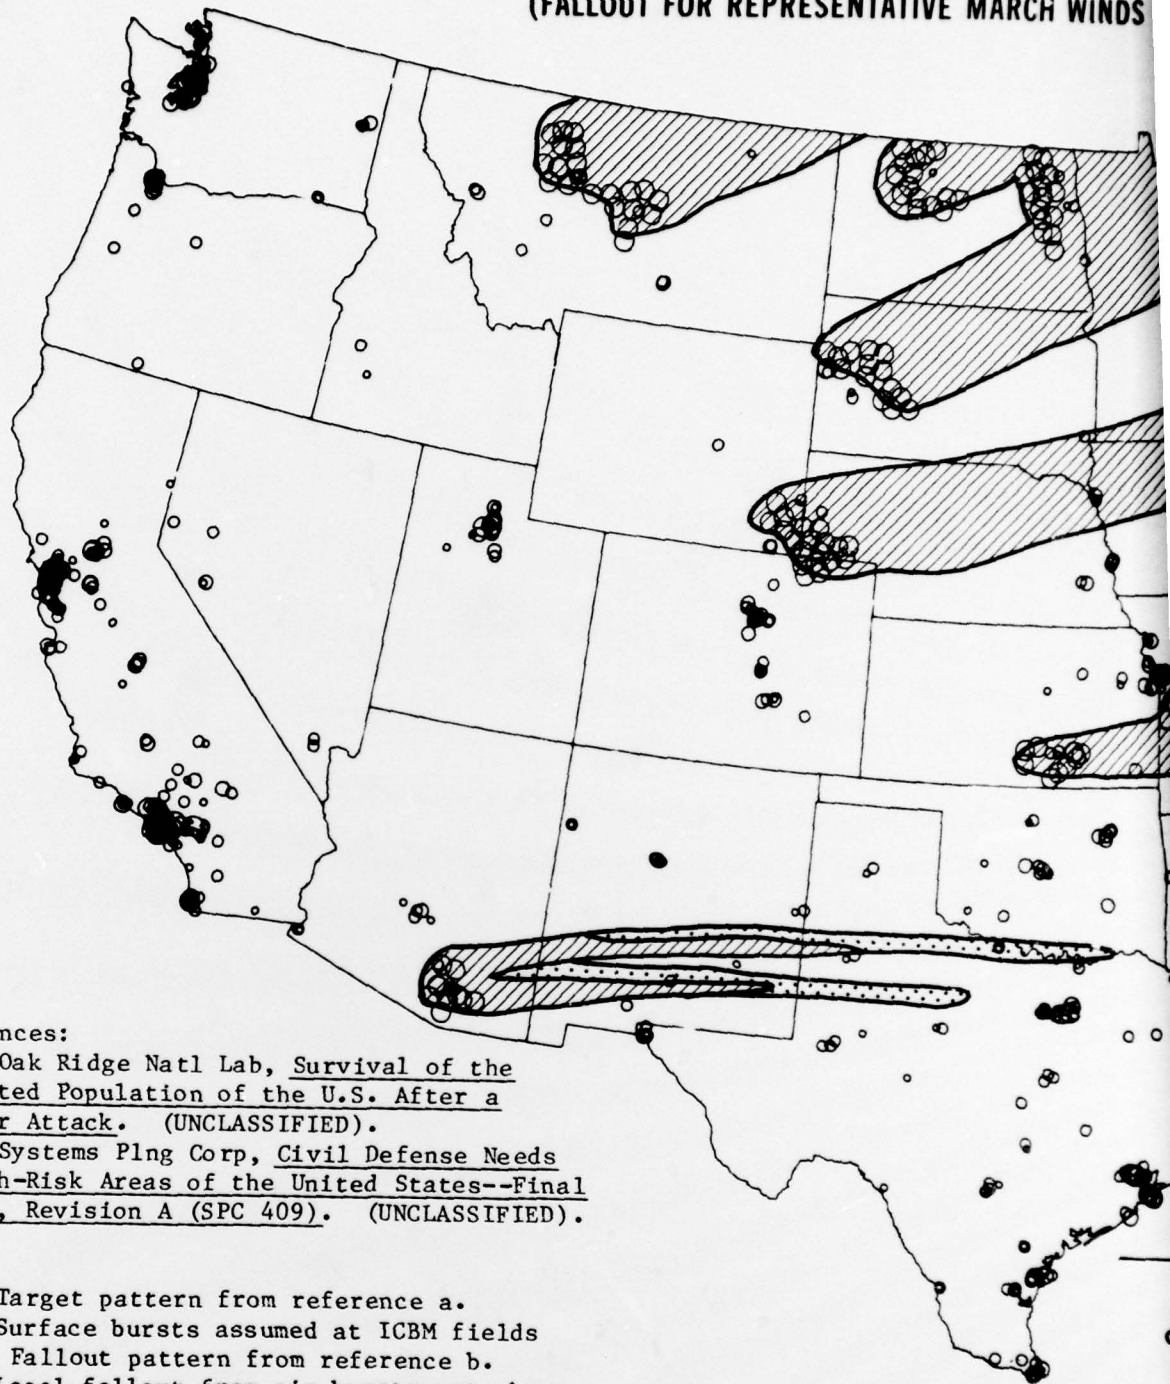 (FALLOUT FOR REPRESENTATIVE MARCH WINDS
nces:
Oak Ridge Natl Lab, Survival of the
ted Population of the U.S. After a
r Attack. (UNCLASSIFIED).
Systems Plng Corp, Civil Defense Needs
h-Risk Areas of the United States--Final
, Revision A (SPC 409). (UNCLASSIFIED).
Target pattern from reference a.
Surface bursts assumed at ICBM fields
Fallout pattern from reference b.